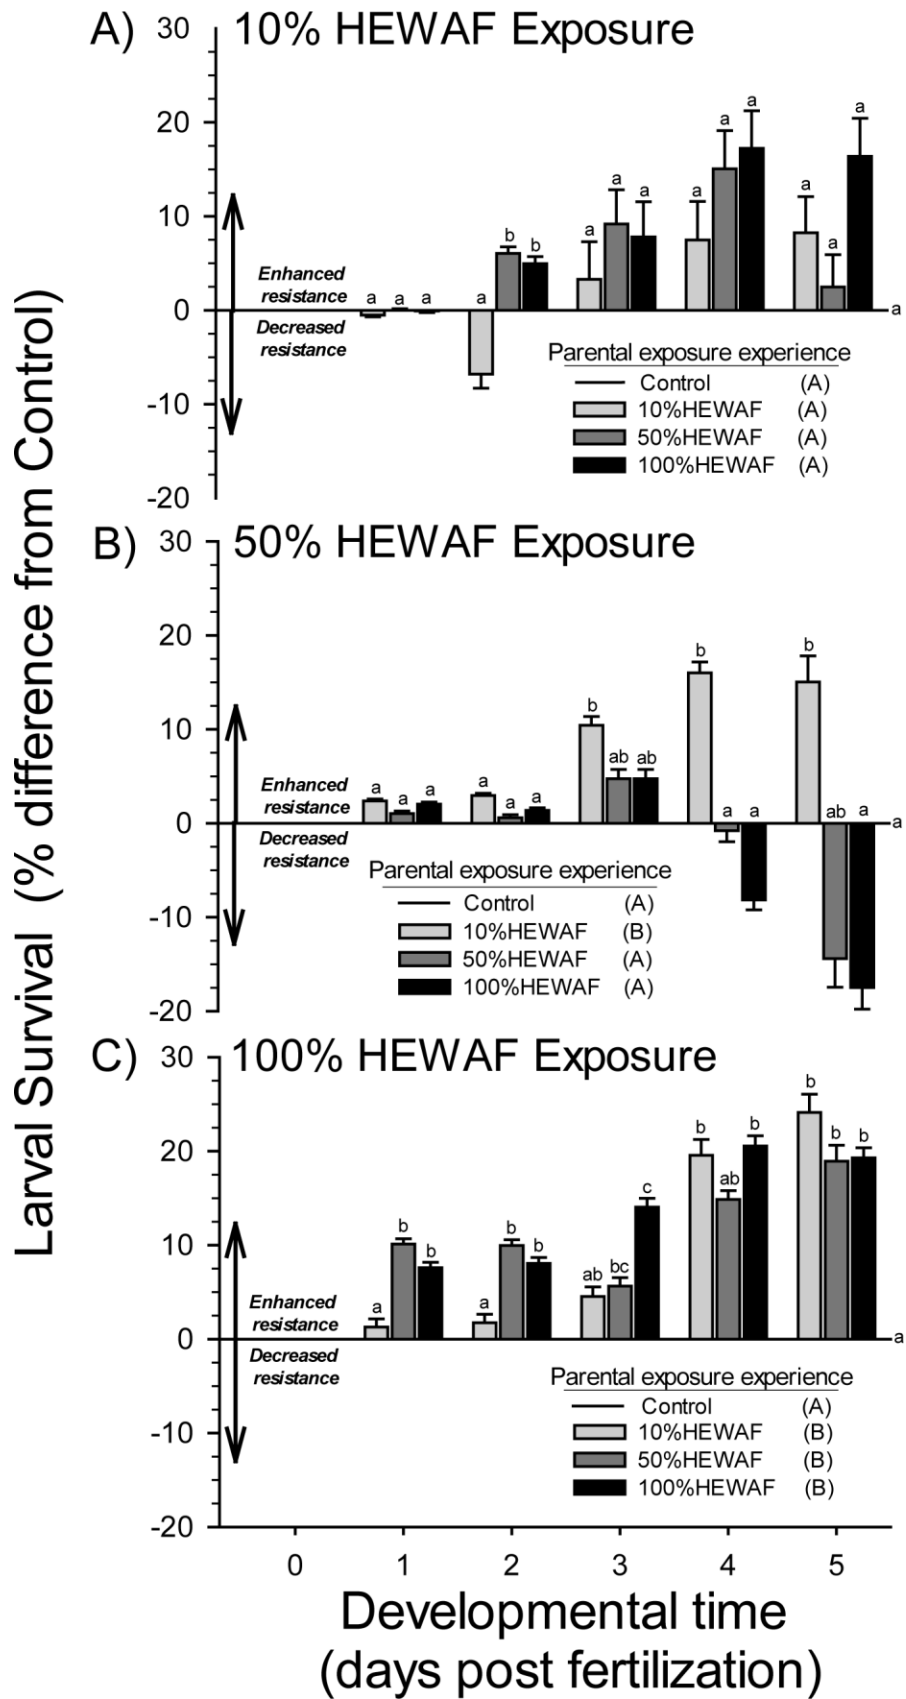 Larval Survival (% difference from Control)
A) 10% HEWAF Exposure
30
20
10
0
-10
-20
Enhanced
resistance
Decreased
resistance
a a a
a b b
a a a
a a a
a a a
a
Parental exposure experience
Control (A)
10%HEWAF (A)
50%HEWAF (A)
100%HEWAF (A)
B) 50% HEWAF Exposure
30
20
10
0
-10
-20
Enhanced
resistance
Decreased
resistance
a a a
a a a
b ab ab
b a a
b ab a
a
Parental exposure experience
Control (A)
10%HEWAF (B)
50%HEWAF (A)
100%HEWAF (A)
C) 100% HEWAF Exposure
30
20
10
0
-10
-20
Enhanced
resistance
Decreased
resistance
a b b
a b b
ab bc c
b ab b
b b b
a
Parental exposure experience
Control (A)
10%HEWAF (B)
50%HEWAF (B)
100%HEWAF (B)
0 1 2 3 4 5
Developmental time
(days post fertilization)